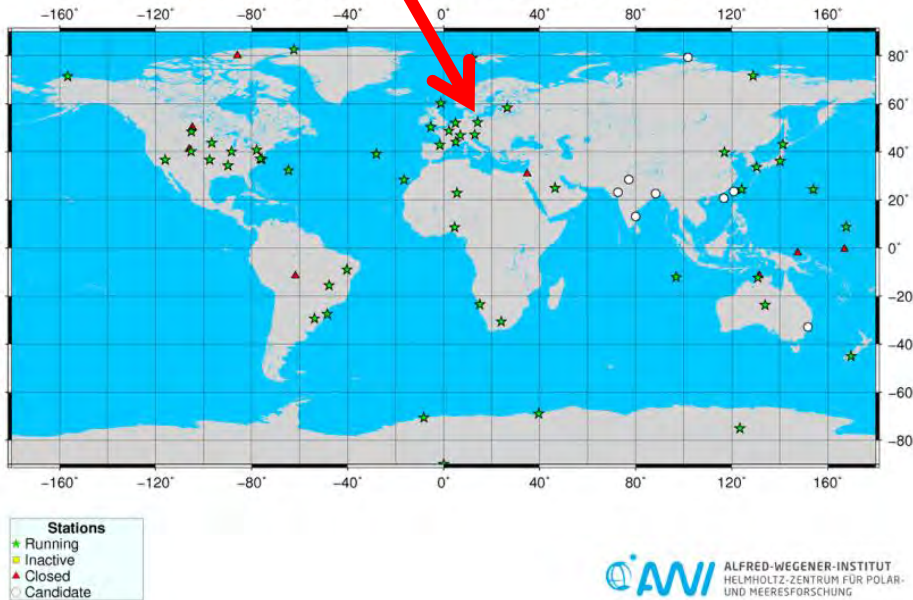 −160° −120° −80° −40° 0° 40° 80° 120° 160°
80°
60°
40°
20°
0°
−20
−40
−60
−80
−160° −120° −80° −40° 0° 40° 80° 120° 160°
Stations
Running
Inactive
Closed
Candidate
AWI
ALFRED-WEGENER-INSTITUT
HELMHOLTZ-ZENTRUM FÜR POLAR-
UND MEERESFORSCHUNG